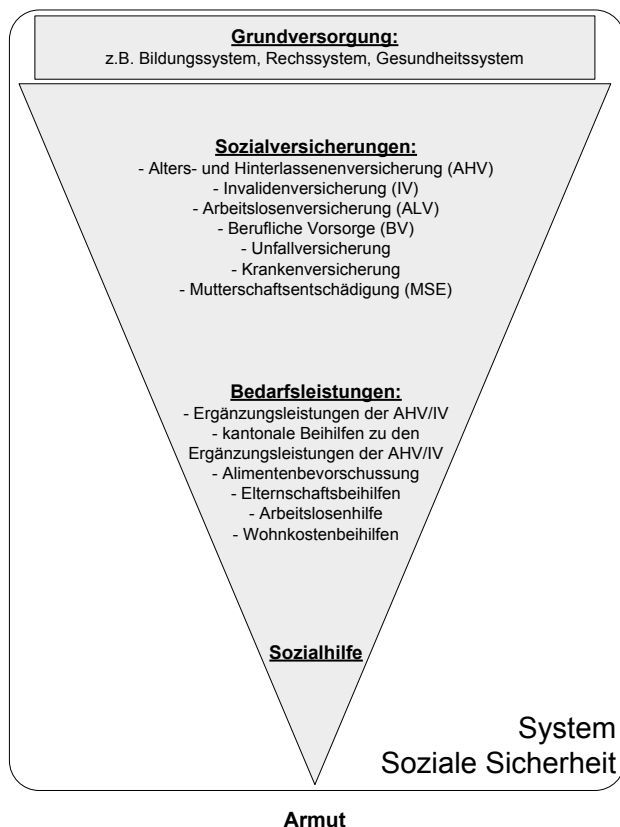 Grundversorgung:
z.B. Bildungssystem, Rechssystem, Gesundheitssystem
Sozialversicherungen:
- Alters- und Hinterlassenenversicherung (AHV)
- Invalidenversicherung (IV)
- Arbeitslosenversicherung (ALV)
- Berufliche Vorsorge (BV)
- Unfallversicherung
- Krankenversicherung
- Mutterschaftsentschädigung (MSE)
Bedarfsleistungen:
- Ergänzungsleistungen der AHV/IV
- kantonale Beihilfen zu den
Ergänzungsleistungen der AHV/IV
- Alimentenbevorschussung
- Elternschaftsbeihilfen
- Arbeitslosenhilfe
- Wohnkostenbeihilfen
Sozialhilfe
System
Soziale Sicherheit
Armut